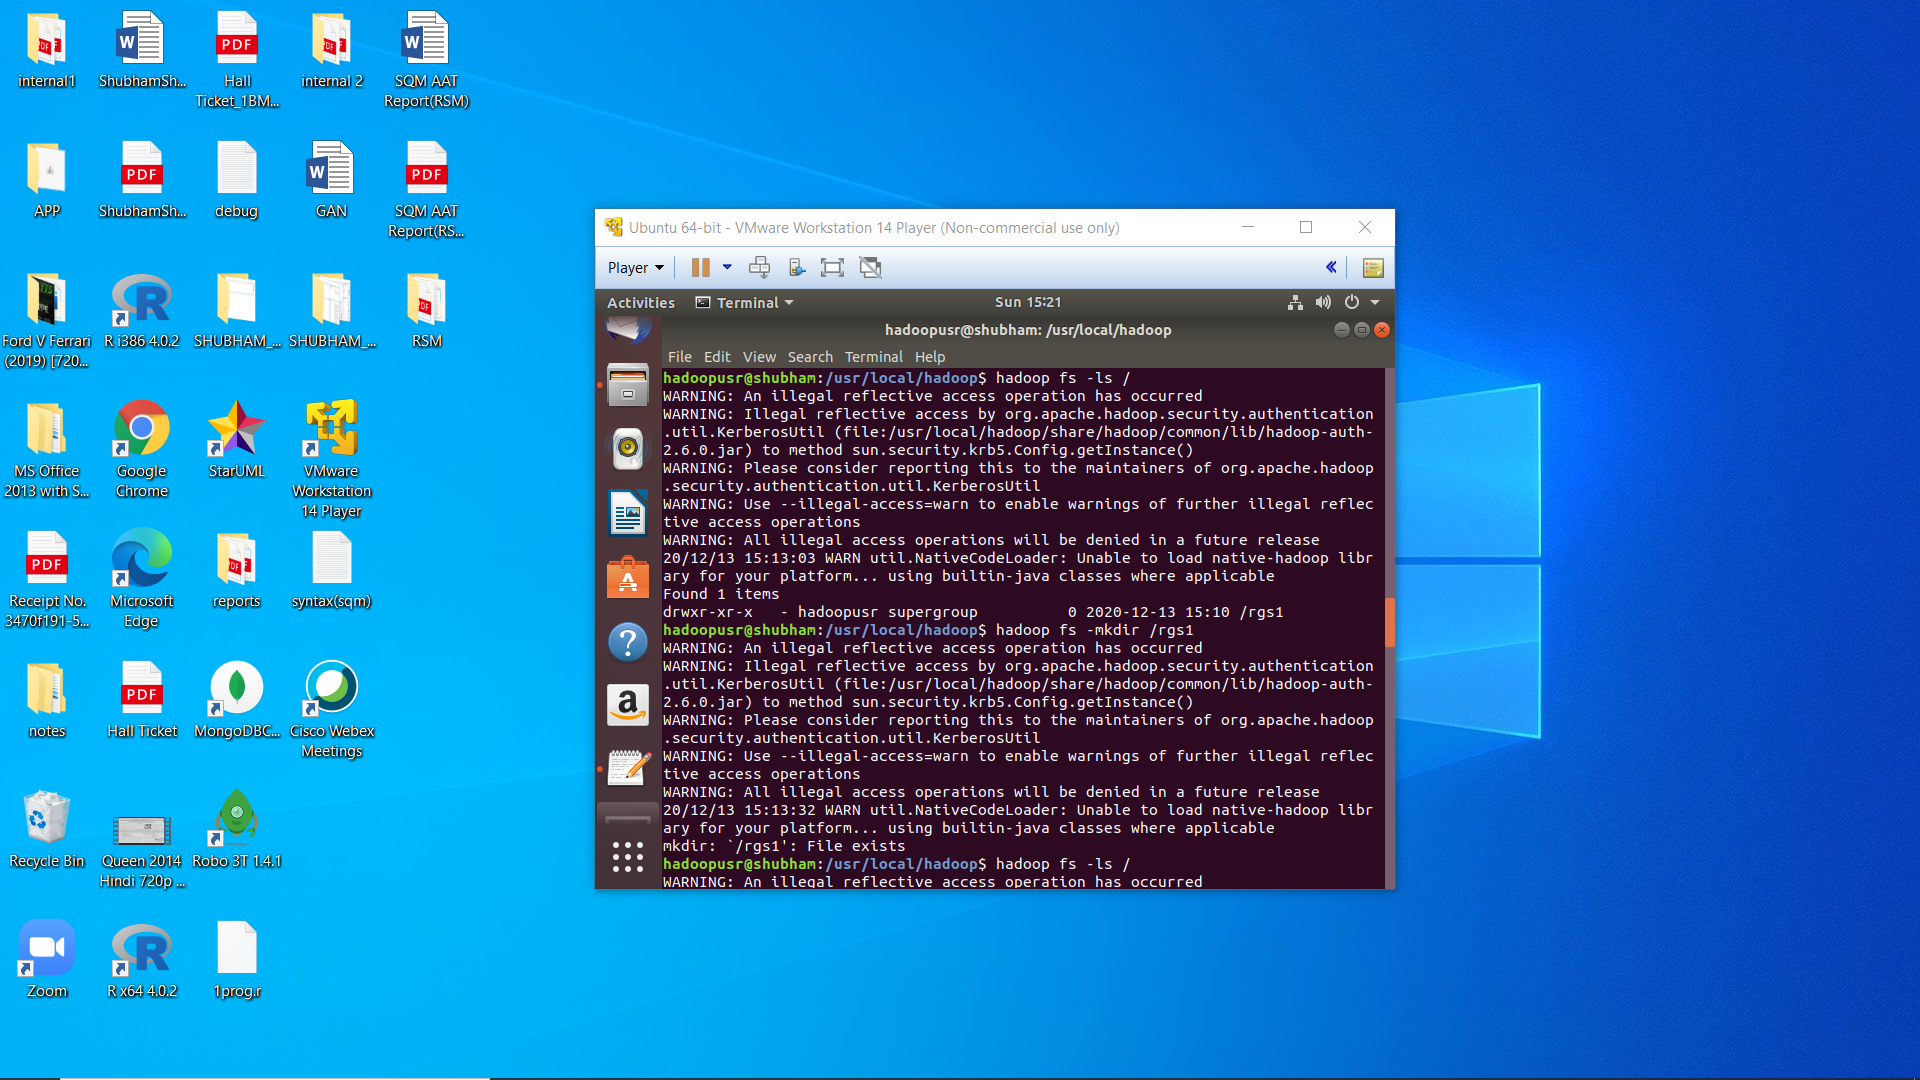 internal1
ShubhamSh...
Hall
Ticket_1BM...
internal 2
SQM AAT
Report(RSM)
APP
ShubhamSh...
debug
GAN
SQM AAT
Report(RS...
Ford V Ferrari
(2019) [720...
R i386 4.0.2
SHUBHAM_...
SHUBHAM_...
RSM
MS Office
2013 with S...
Google
Chrome
StarUML
VMware
Workstation
14 Player
Receipt No.
3470f191-5...
Microsoft
Edge
reports
syntax(sqm)
notes
Hall Ticket
MongoDBC...
Cisco Webex
Meetings
Recycle Bin
Queen 2014
Hindi 720p ...
Robo 3T 1.4.1
Zoom
R x64 4.0.2
1prog.r
Ubuntu 64-bit - VMware Workstation 14 Player (Non-commercial use only)
Player
Activities Terminal Sun 15:21
hadoopusr@shubham: /usr/local/hadoop
File Edit View Search Terminal Help
hadoopusr@shubham:/usr/local/hadoop$ hadoop fs -ls /
WARNING: An illegal reflective access operation has occurred
WARNING: Illegal reflective access by org.apache.hadoop.security.authentication
.util.KerberosUtil (file:/usr/local/hadoop/share/hadoop/common/lib/hadoop-auth-
2.6.0.jar) to method sun.security.krb5.Config.getInstance()
WARNING: Please consider reporting this to the maintainers of org.apache.hadoop
.security.authentication.util.KerberosUtil
WARNING: Use --illegal-access=warn to enable warnings of further illegal reflec
tive access operations
WARNING: All illegal access operations will be denied in a future release
20/12/13 15:13:03 WARN util.NativeCodeLoader: Unable to load native-hadoop libr
ary for your platform... using builtin-java classes where applicable
Found 1 items
drwxr-xr-x   - hadoopusr supergroup          0 2020-12-13 15:10 /rgs1
hadoopusr@shubham:/usr/local/hadoop$ hadoop fs -mkdir /rgs1
WARNING: An illegal reflective access operation has occurred
WARNING: Illegal reflective access by org.apache.hadoop.security.authentication
.util.KerberosUtil (file:/usr/local/hadoop/share/hadoop/common/lib/hadoop-auth-
2.6.0.jar) to method sun.security.krb5.Config.getInstance()
WARNING: Please consider reporting this to the maintainers of org.apache.hadoop
.security.authentication.util.KerberosUtil
WARNING: Use --illegal-access=warn to enable warnings of further illegal reflec
tive access operations
WARNING: All illegal access operations will be denied in a future release
20/12/13 15:13:32 WARN util.NativeCodeLoader: Unable to load native-hadoop libr
ary for your platform... using builtin-java classes where applicable
mkdir: `/rgs1': File exists
hadoopusr@shubham:/usr/local/hadoop$ hadoop fs -ls /
WARNING: An illegal reflective access operation has occurred